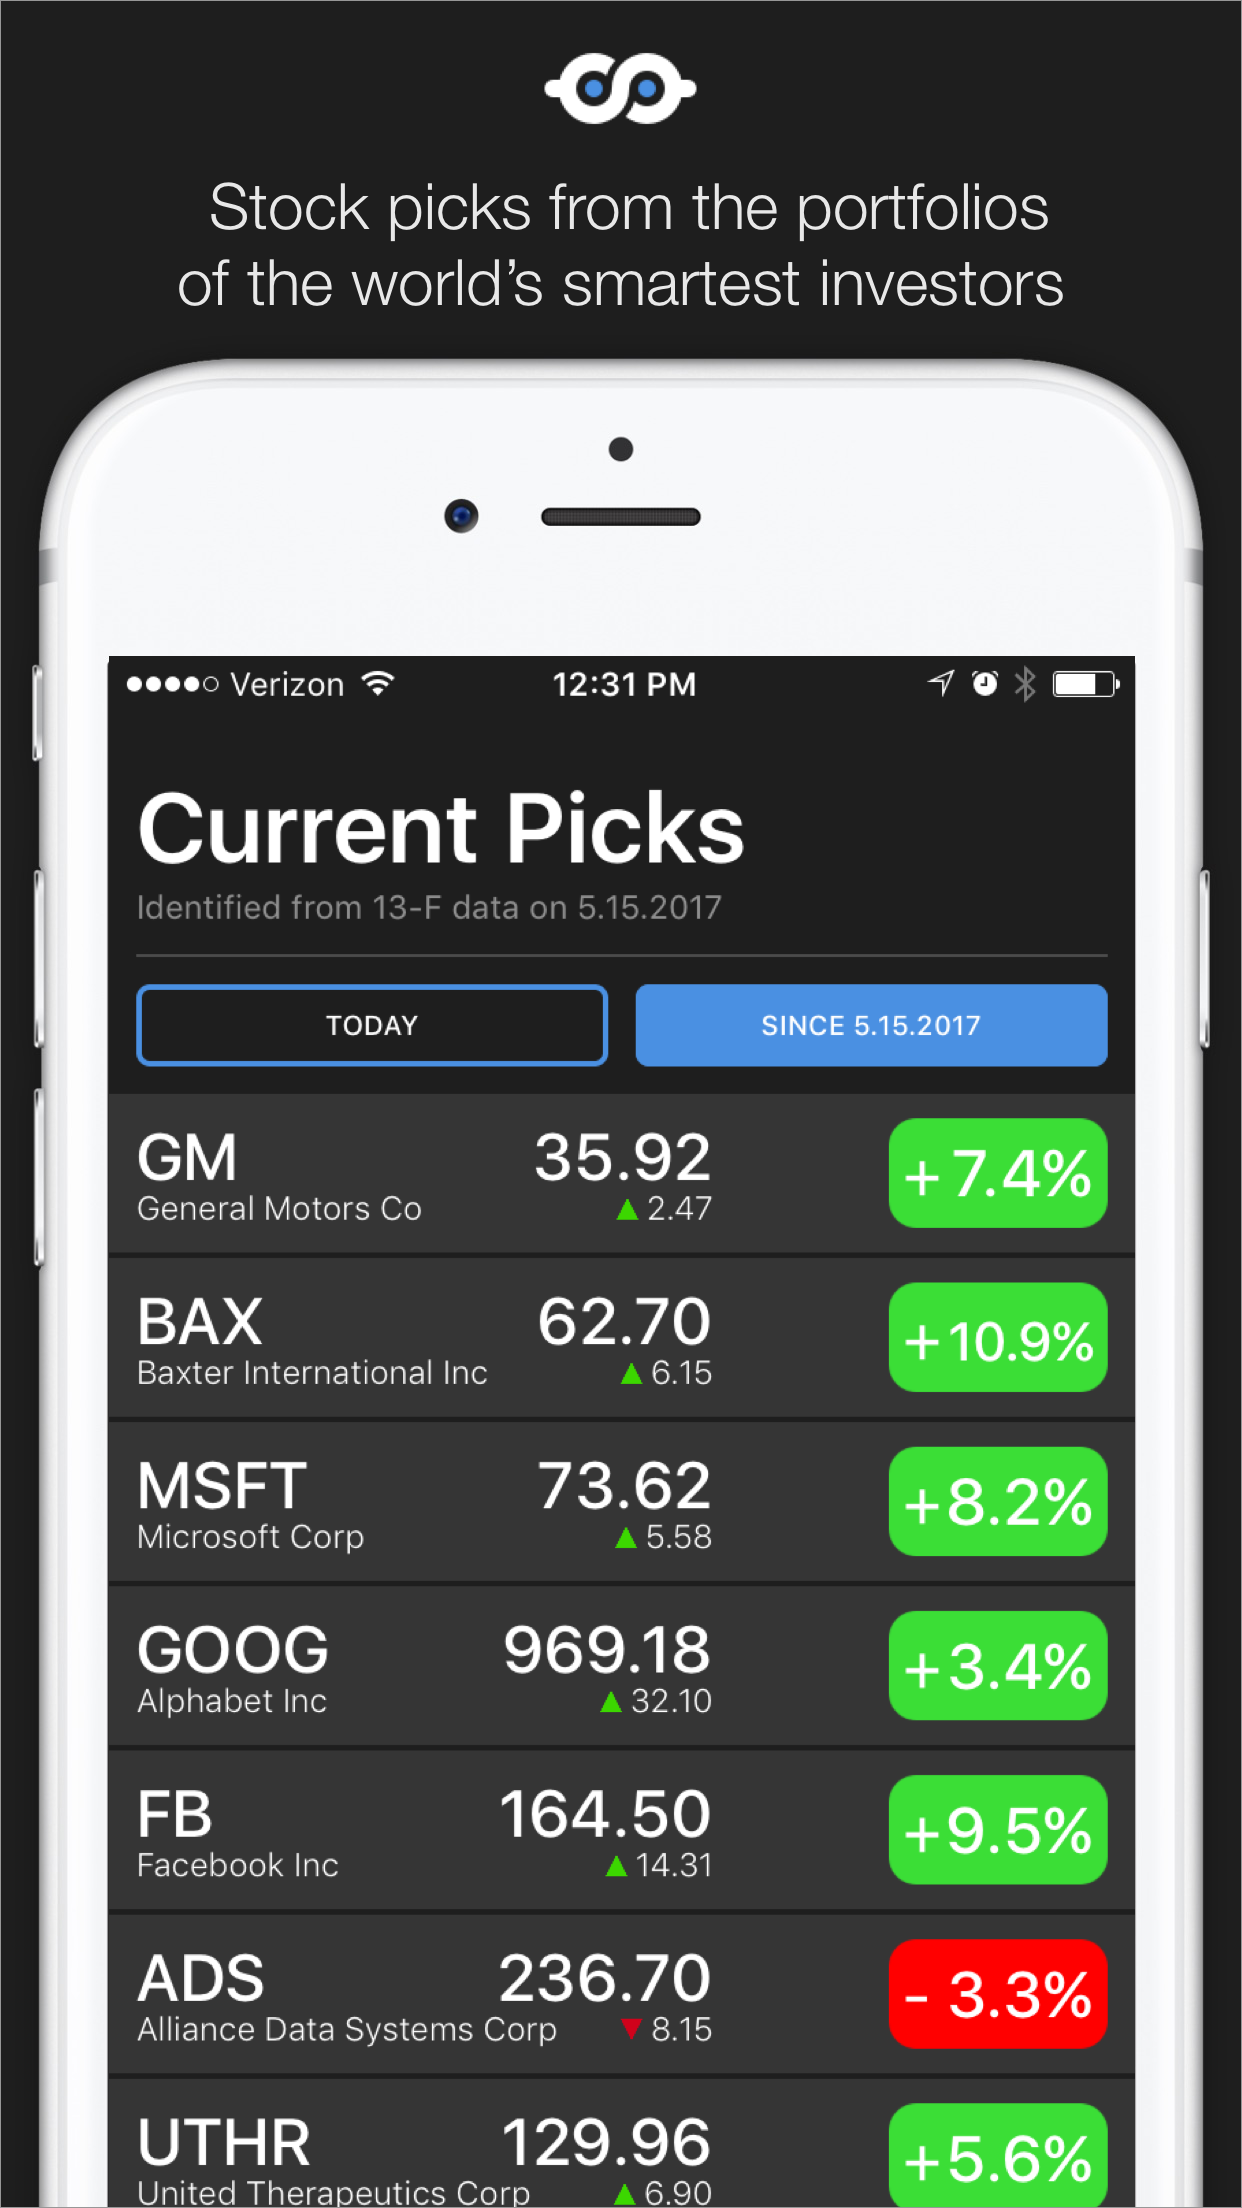 Stock picks from the portfolios
of the world's smartest investors
Verizon 12:31 PM
Current Picks
Identified from 13-F data on 5.15.2017
TODAY SINCE 5.15.2017
GM 35.92 +7.4%
General Motors Co ▲ 2.47
BAX 62.70 +10.9%
Baxter International Inc ▲ 6.15
MSFT 73.62 +8.2%
Microsoft Corp ▲ 5.58
GOOG 969.18 +3.4%
Alphabet Inc ▲ 32.10
FB 164.50 +9.5%
Facebook Inc ▲ 14.31
ADS 236.70 - 3.3%
Alliance Data Systems Corp ▼ 8.15
UTHR 129.96 +5.6%
United Therapeutics Corp ▲ 6.90